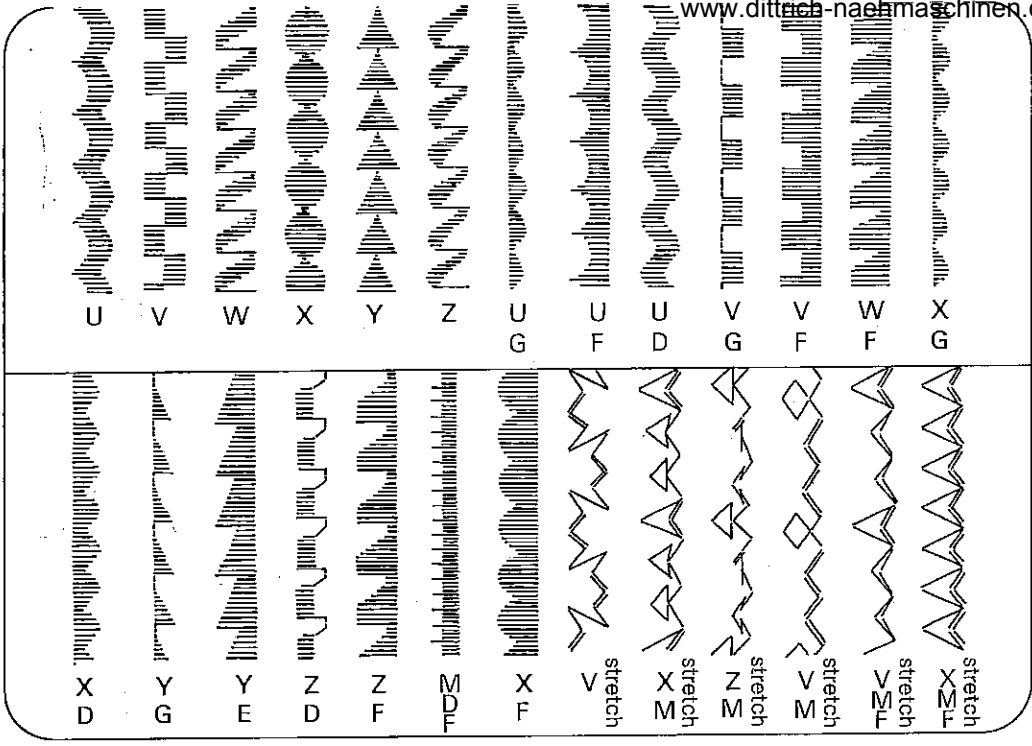 www.dittrich-naehmaschinen.d
U V W X Y Z U U U V V W X
G F D G F F G
X Y Y Z Z M X V X Z V V X
D G E D F D F stretch M M M M M
F stretch stretch stretch F F
stretch stretch